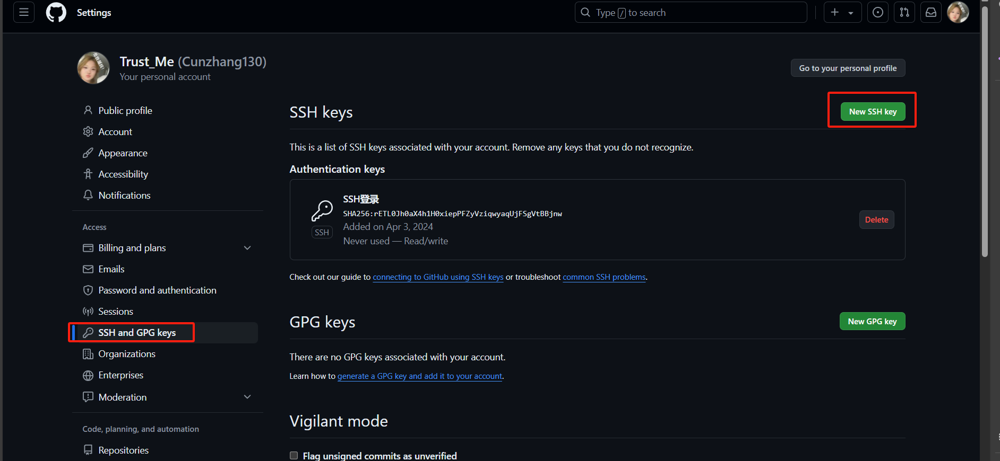 Settings
Type / to search
Trust_Me (Cunzhang130)
Your personal account
Go to your personal profile
Public profile
Account
Appearance
Accessibility
Notifications
Access
Billing and plans
Emails
Password and authentication
Sessions
SSH and GPG keys
Organizations
Enterprises
Moderation
Code, planning, and automation
Repositories
SSH keys
New SSH key
This is a list of SSH keys associated with your account. Remove any keys that you do not recognize.
Authentication keys
SSH登录
SHA256:rETL0Jh0aX4h1H0xiepPFZyVziqwyaqUjFSgVtBBjnw
Added on Apr 3, 2024
Never used — Read/write
SSH
Delete
Check out our guide to connecting to GitHub using SSH keys or troubleshoot common SSH problems.
GPG keys
New GPG key
There are no GPG keys associated with your account.
Learn how to generate a GPG key and add it to your account.
Vigilant mode
Flag unsigned commits as unverified